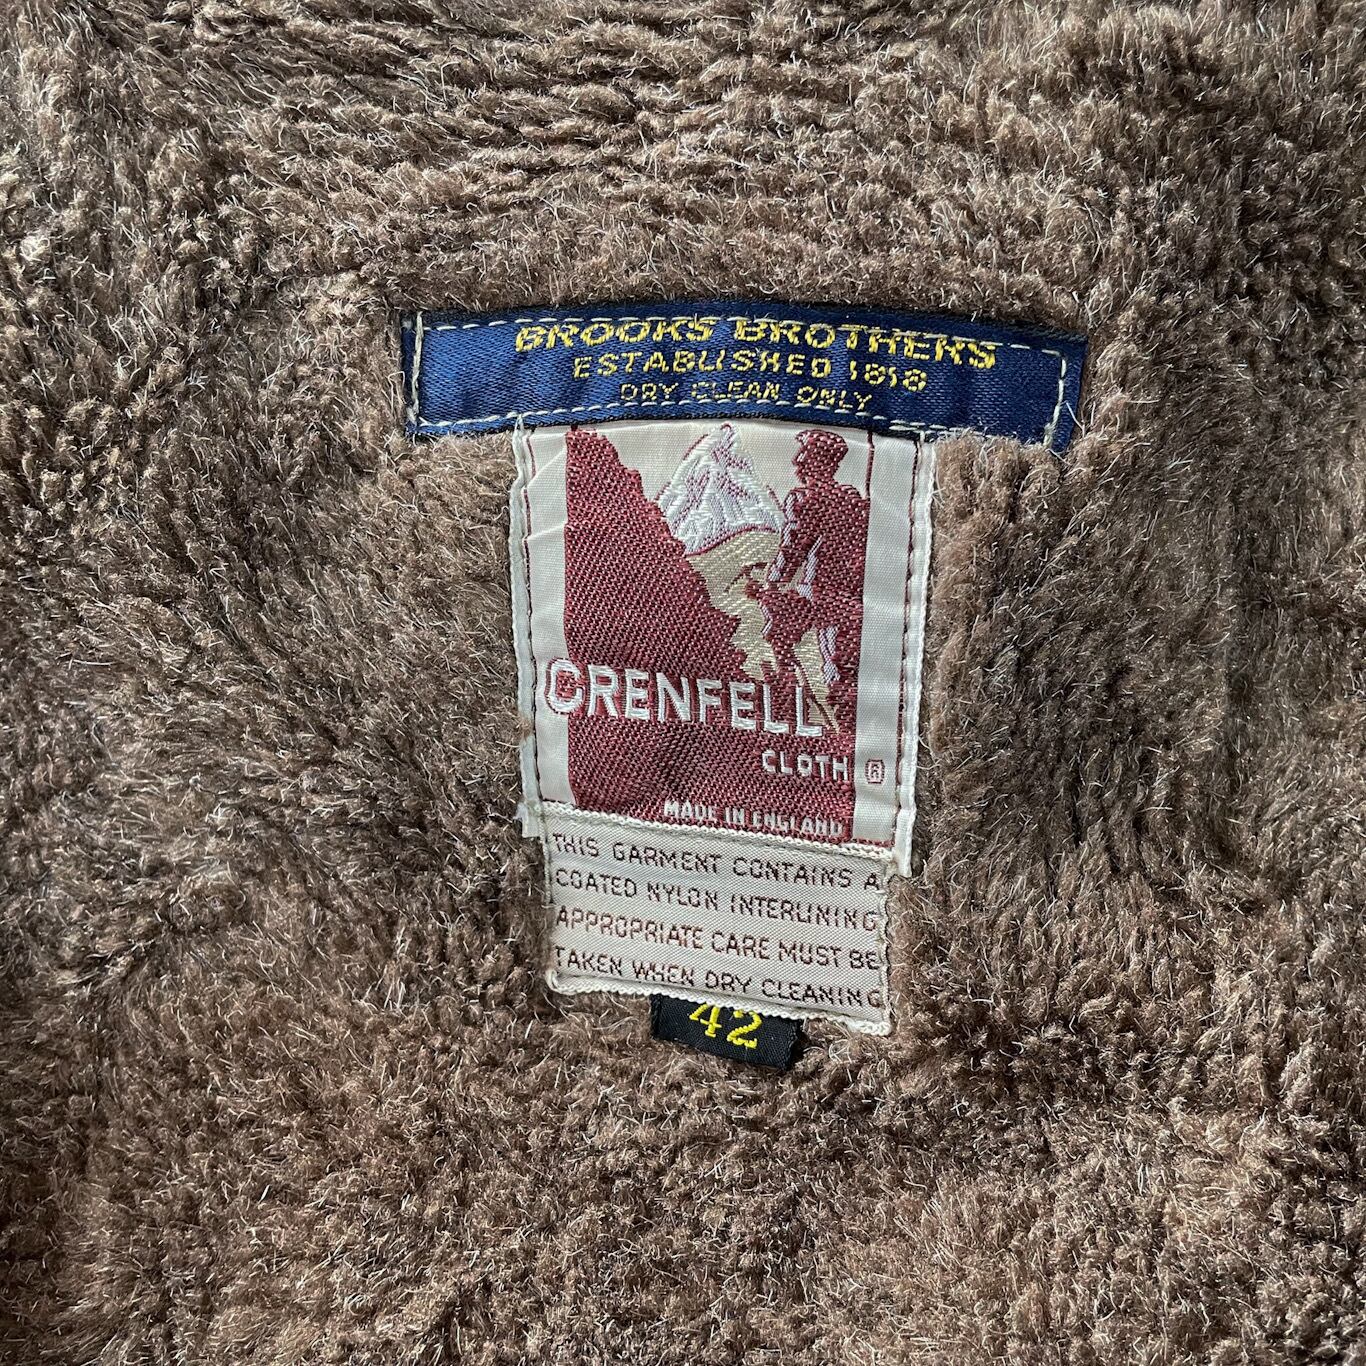 BROOKS BROTHERS
ESTABLISHED 1818
DRY CLEAN ONLY
GRENFELL
CLOTH ®
MADE IN ENGLAND
THIS GARMENT CONTAINS A
COATED NYLON INTERLINING
APPROPRIATE CARE MUST BE
TAKEN WHEN DRY CLEANING
42